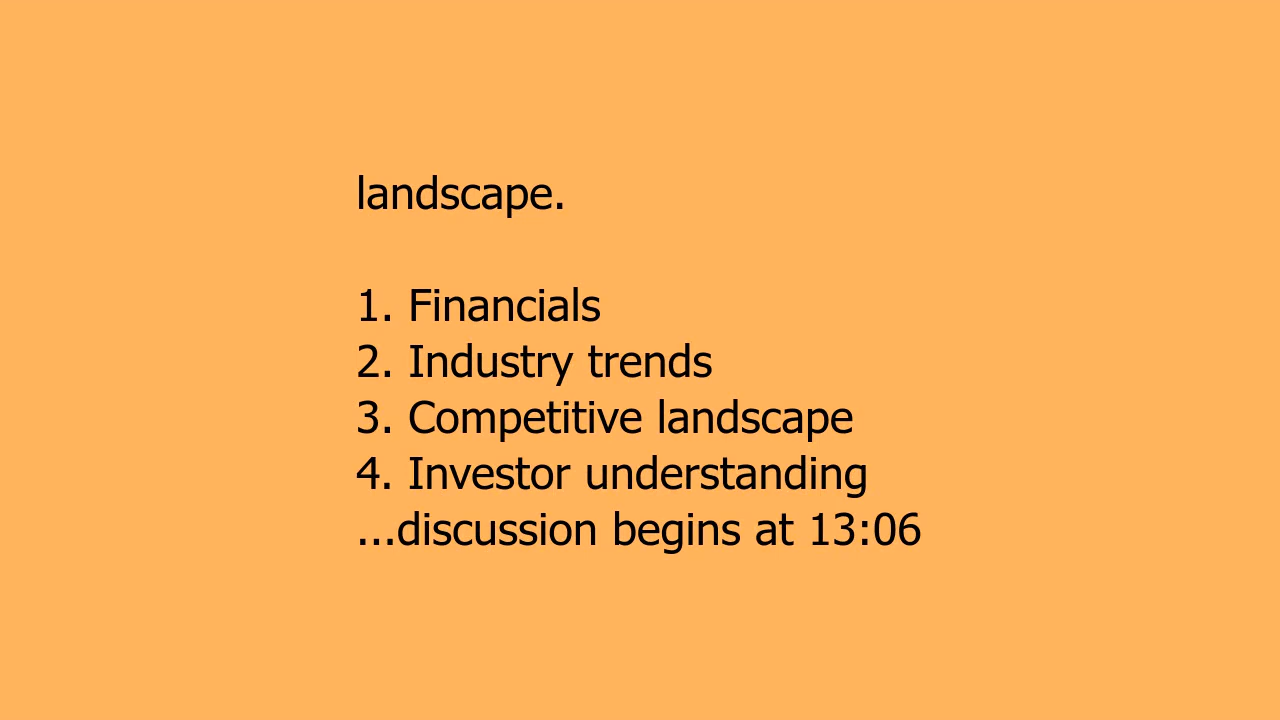 landscape.
1. Financials
2. Industry trends
3. Competitive landscape
4. Investor understanding
...discussion begins at 13:06